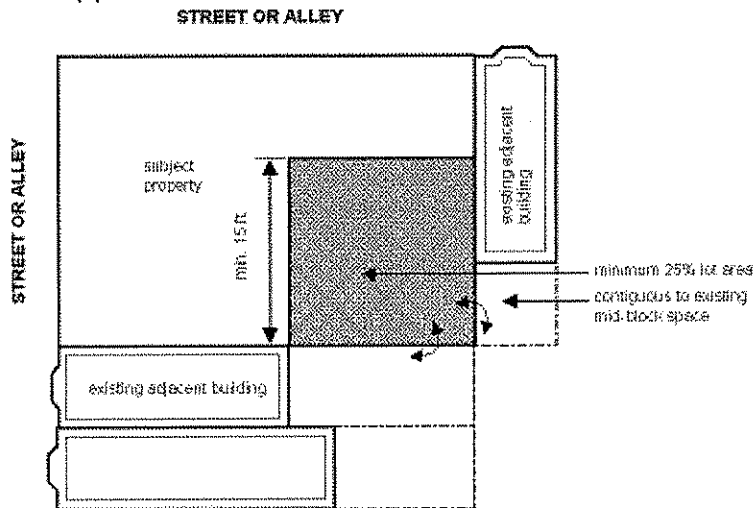 STREET OR ALLEY
STREET OR ALLEY
subject
property
min. 15 ft
existing adjacent
building
minimum 25% lot area
contiguous to existing
mid-block space
existing adjacent building